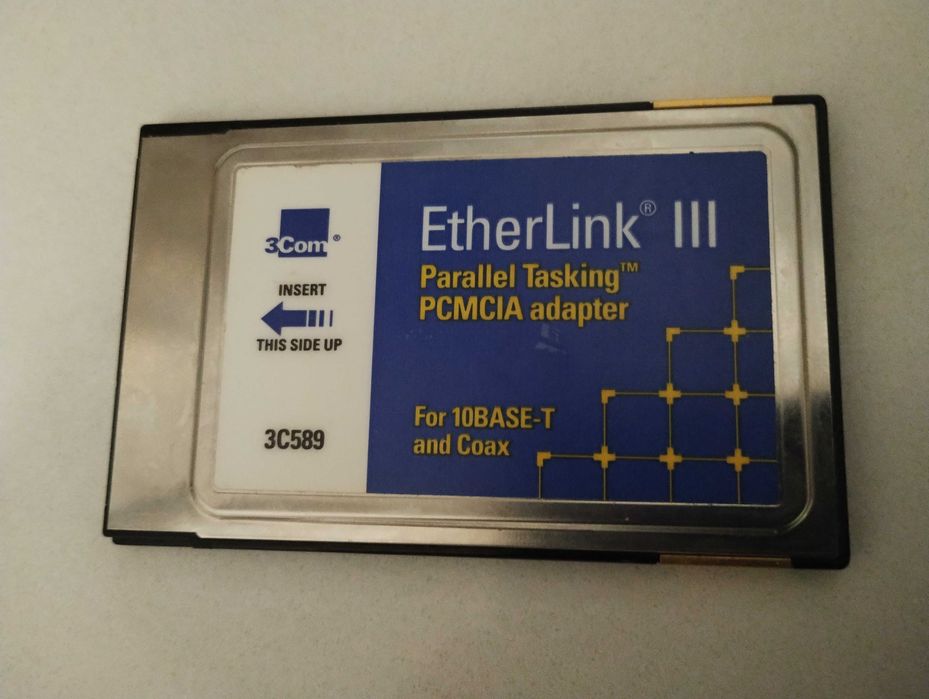 3Com®
INSERT
THIS SIDE UP
3C589
EtherLink® III
Parallel Tasking™
PCMCIA adapter
For 10BASE-T
and Coax